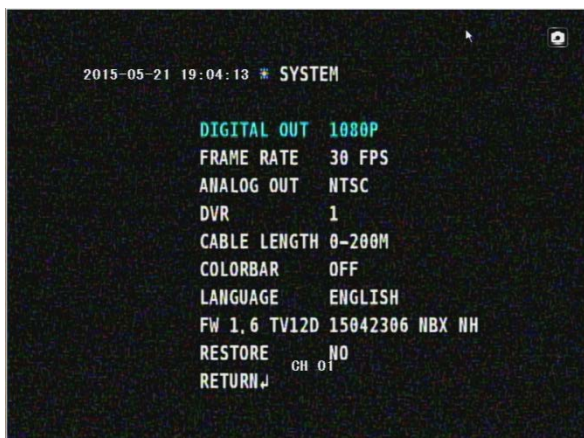 2015-05-21 19:04:13 * SYSTEM
DIGITAL OUT 1080P
FRAME RATE 30 FPS
ANALOG OUT NTSC
DVR 1
CABLE LENGTH 0-200M
COLORBAR OFF
LANGUAGE ENGLISH
FW 1.6 TV12D 15042306 NBX NH
RESTORE NO
CH 01
RETURN↲